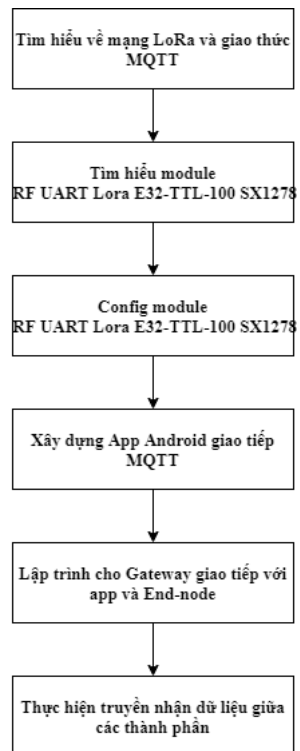 Tìm hiểu về mạng LoRa và giao thức
MQTT
Tìm hiểu module
RF UART Lora E32-TTL-100 SX1278
Config module
RF UART Lora E32-TTL-100 SX1278
Xây dựng App Android giao tiếp
MQTT
Lập trình cho Gateway giao tiếp với
app và End-node
Thực hiện truyền nhận dữ liệu giữa
các thành phần